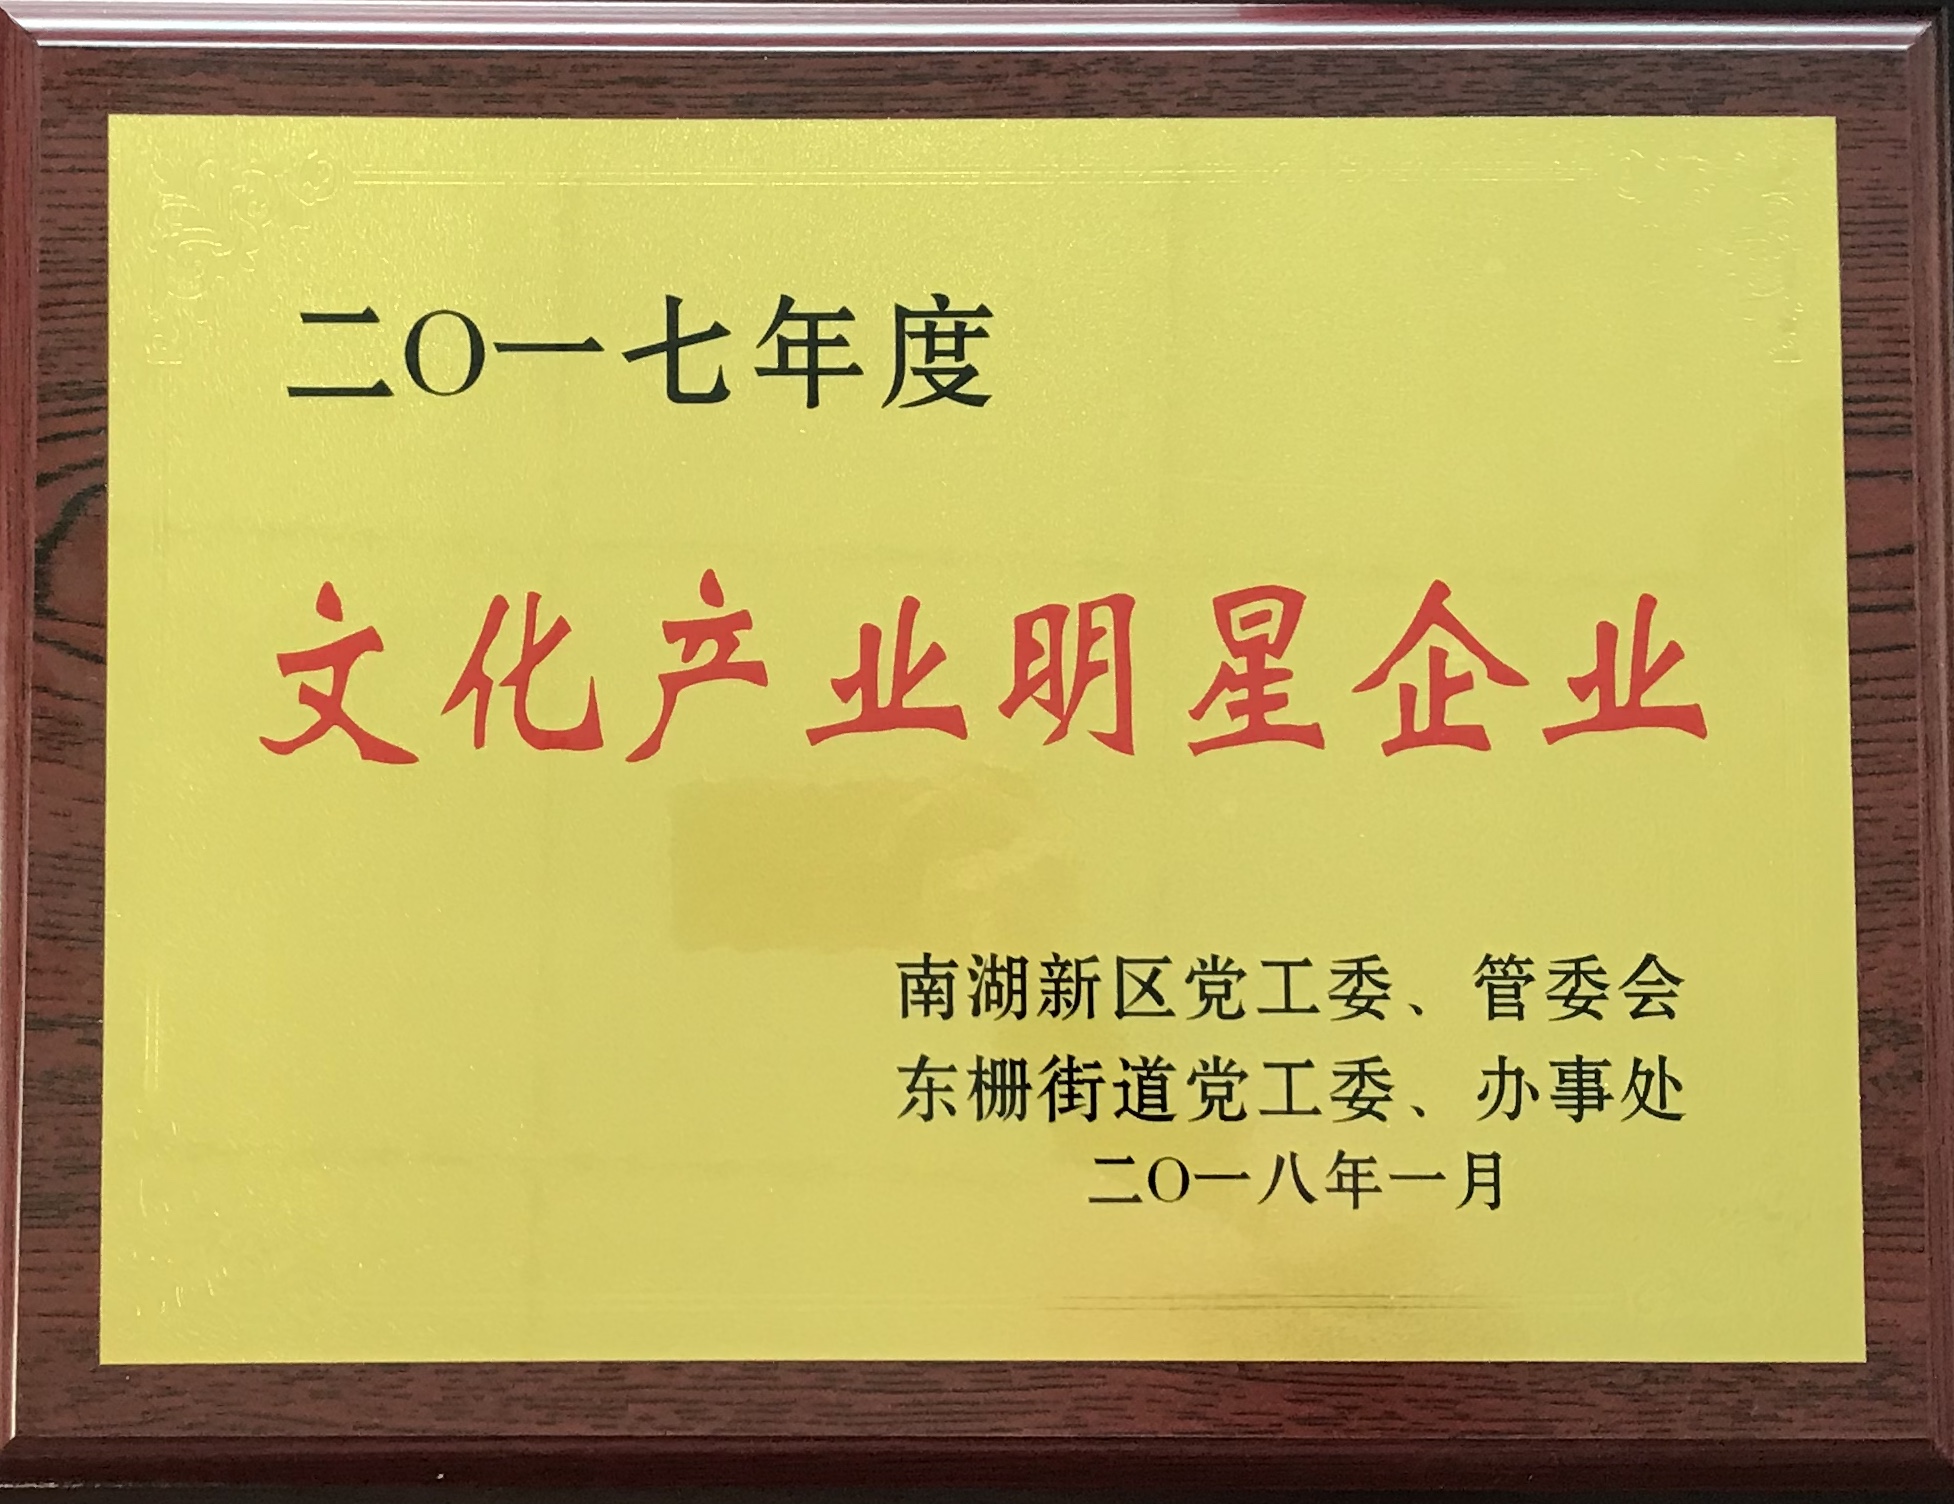 二〇一七年度
文化产业明星企业
南湖新区党工委、管委会
东栅街道党工委、办事处
二〇一八年一月